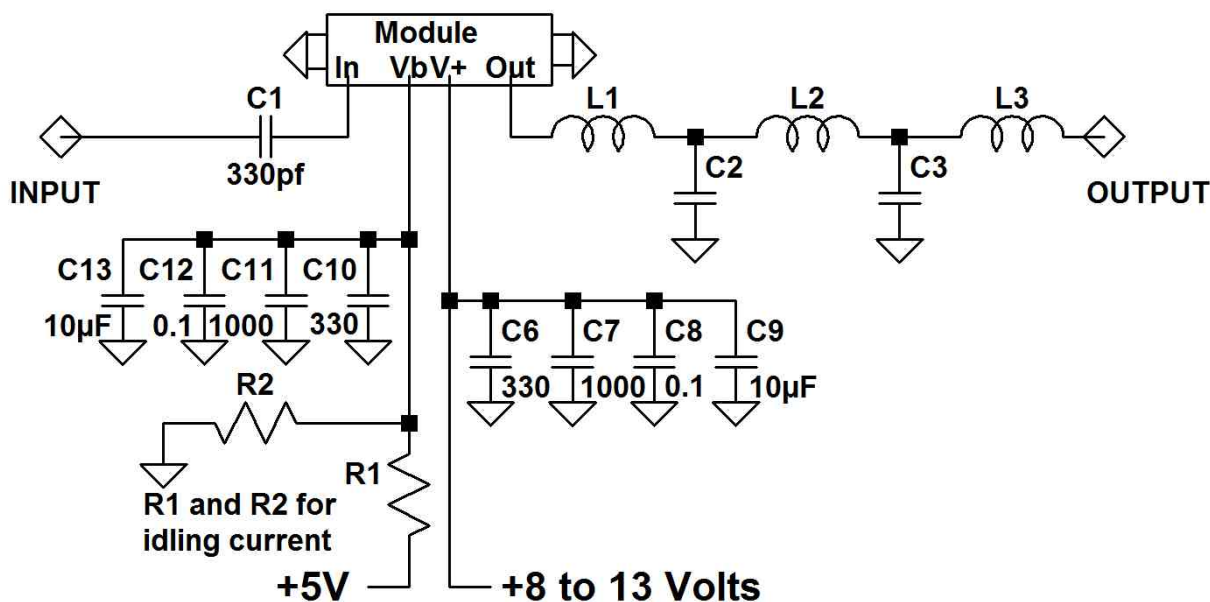 Module
In Vb V+ Out
C1
330pf
INPUT
L1
L2
L3
C2
C3
OUTPUT
C13
C12
C11
C10
10µF
0.1
1000
330
C6
C7
C8
C9
330
1000
0.1
10µF
R2
R1
R1 and R2 for
idling current
+5V
+8 to 13 Volts